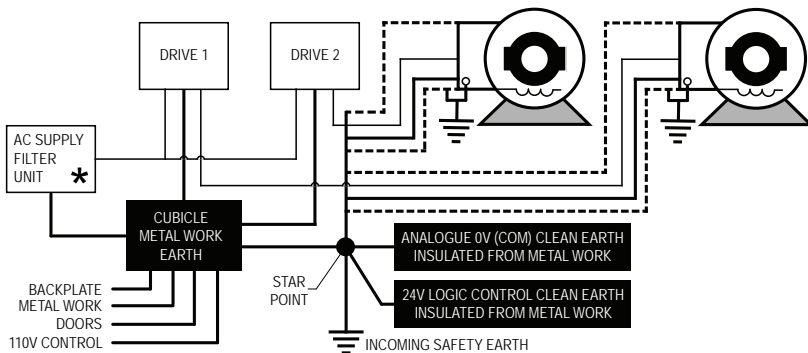 DRIVE 1
DRIVE 2
AC SUPPLY
FILTER
UNIT
*
CUBICLE
METAL WORK
EARTH
ANALOGUE 0V (COM) CLEAN EARTH
INSULATED FROM METAL WORK
STAR
POINT
24V LOGIC CONTROL CLEAN EARTH
INSULATED FROM METAL WORK
BACKPLATE
METAL WORK
DOORS
110V CONTROL
INCOMING SAFETY EARTH